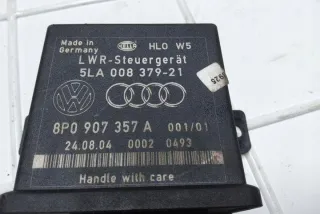 Made in
Germany
HLO W5
LWR-Steuergerät
5LA 008 379-21
8P0 907 357 A 001/01
24.08.04 0002 0493
Handle with care